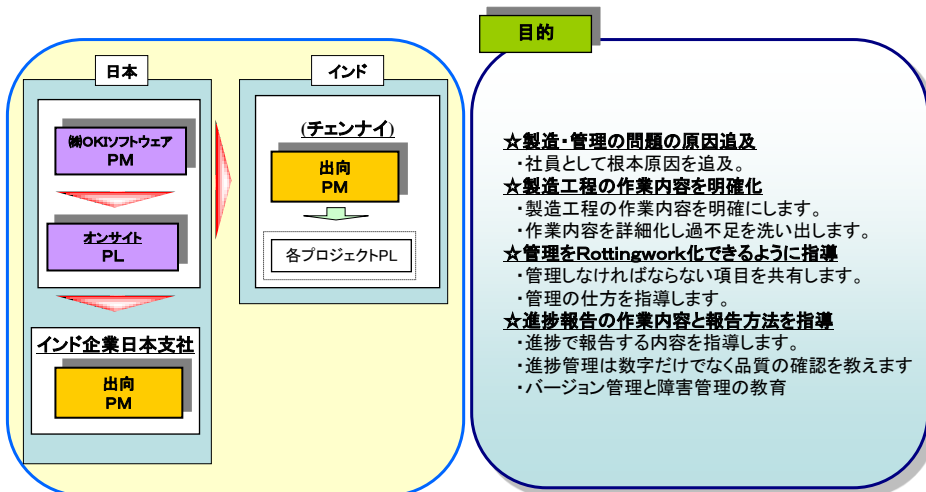 日本
㈱OKIソフトウェア
PM
オンサイト
PL
インド企業日本支社
出向
PM
インド
(チェンナイ)
出向
PM
各プロジェクトPL
目的
☆製造・管理の問題の原因追及
・社員として根本原因を追及。
☆製造工程の作業内容を明確化
・製造工程の作業内容を明確にします。
・作業内容を詳細化し過不足を洗い出します。
☆管理をRottingwork化できるように指導
・管理しなければならない項目を共有します。
・管理の仕方を指導します。
☆進捗報告の作業内容と報告方法を指導
・進捗で報告する内容を指導します。
・進捗管理は数字だけでなく品質の確認を教えます
・バージョン管理と障害管理の教育